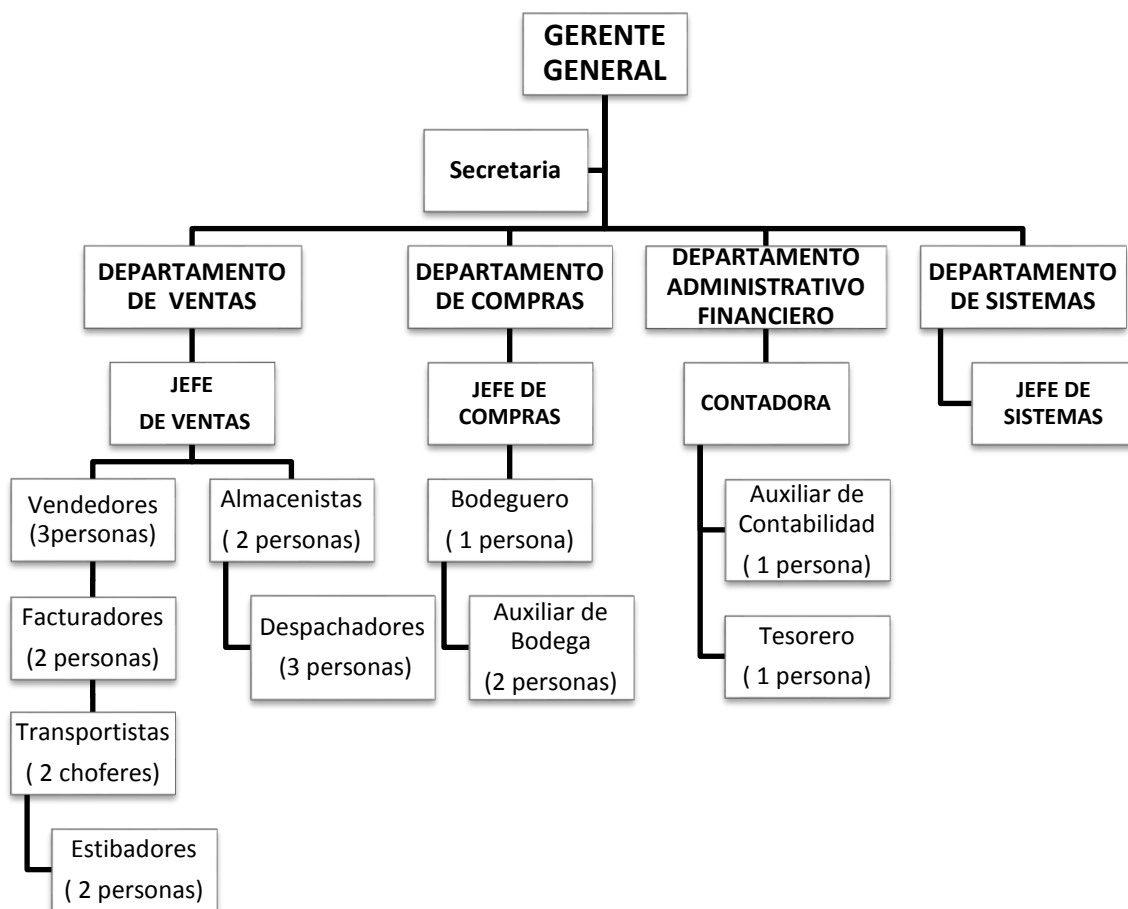 GERENTE
GENERAL
Secretaria
DEPARTAMENTO
DE VENTAS
DEPARTAMENTO
DE COMPRAS
DEPARTAMENTO
ADMINISTRATIVO
FINANCIERO
DEPARTAMENTO
DE SISTEMAS
JEFE
DE VENTAS
JEFE DE
COMPRAS
CONTADORA
JEFE DE
SISTEMAS
Vendedores
(3personas)
Almacenistas
( 2 personas)
Bodeguero
( 1 persona)
Auxiliar de
Contabilidad
( 1 persona)
Facturadores
(2 personas)
Despachadores
(3 personas)
Auxiliar de
Bodega
(2 personas)
Tesorero
( 1 persona)
Transportistas
( 2 choferes)
Estibadores
( 2 personas)